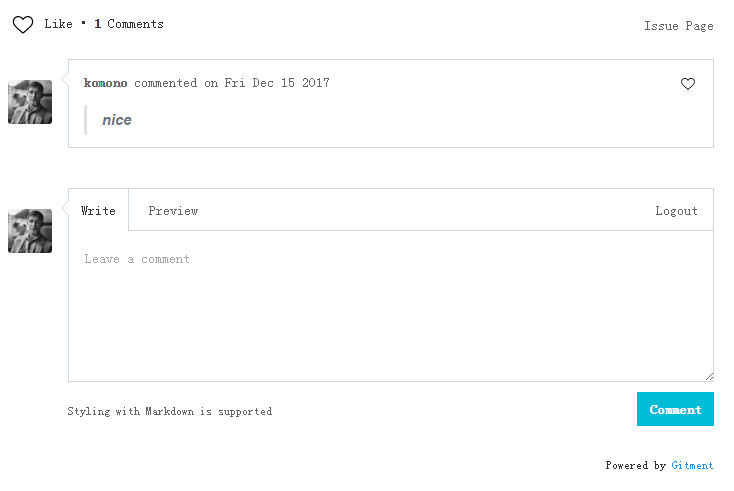 Like • 1 Comments
Issue Page
komono commented on Fri Dec 15 2017
nice
Write Preview Logout
Leave a comment
Styling with Markdown is supported
Comment
Powered by Gitment